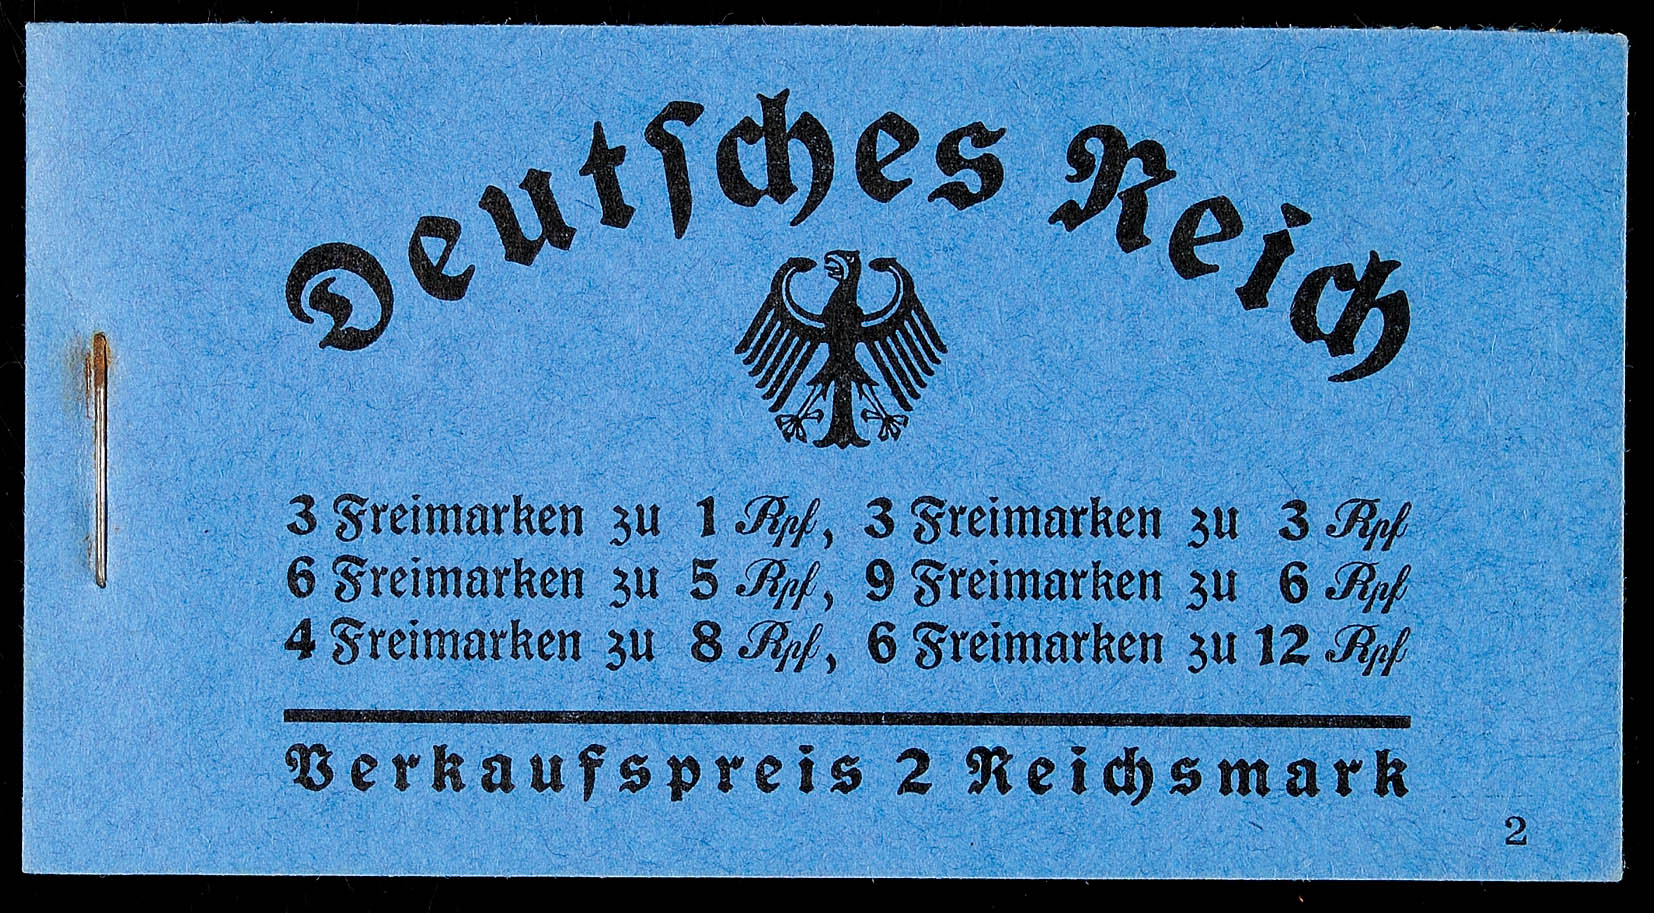 Deutſches Reich
3 Freimarken zu 1 Rpf, 3 Freimarken zu 3 Rpf
6 Freimarken zu 5 Rpf, 9 Freimarken zu 6 Rpf
4 Freimarken zu 8 Rpf, 6 Freimarken zu 12 Rpf
Verkaufspreis 2 Reichsmark
2